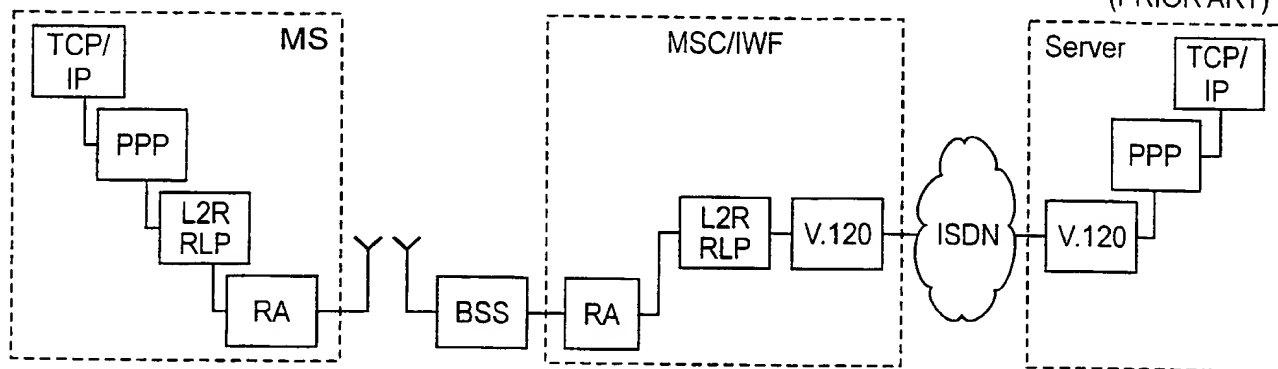 (PRIOR ART)
MS
TCP/
IP
PPP
L2R
RLP
RA
BSS
MSC/IWF
RA
L2R
RLP
V.120
ISDN
Server
TCP/
IP
PPP
V.120